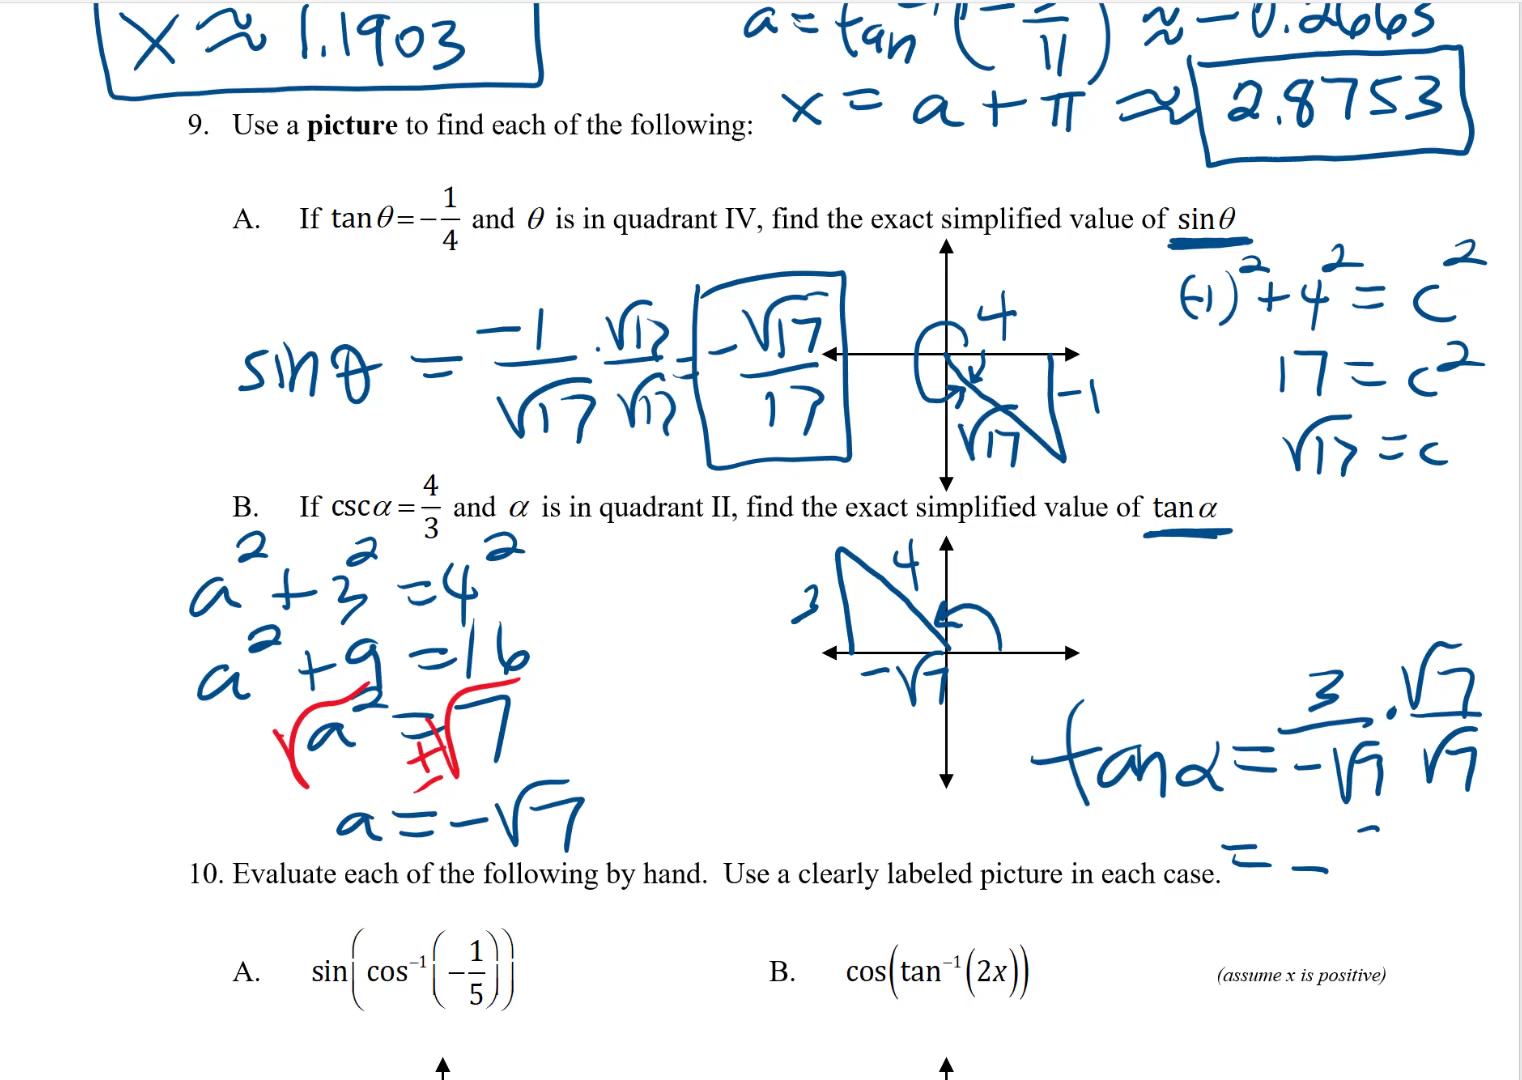 x ≈ 1.1903
a = tan⁻¹(-3/11) ≈ -0.2663
x = a + π ≈ 2.8753
9. Use a picture to find each of the following:
A. If tan θ = -1/4 and θ is in quadrant IV, find the exact simplified value of sin θ
sin θ = -1/√17 · √17/√17 = -√17/17
4
-1
√17
(-1)² + 4² = c²
17 = c²
√17 = c
B. If csc α = 4/3 and α is in quadrant II, find the exact simplified value of tan α
a² + 3² = 4²
a² + 9 = 16
√a² = ±√7
a = -√7
3
4
-√7
tan α = 3/-√7 · √7/√7
= -
10. Evaluate each of the following by hand. Use a clearly labeled picture in each case.
A. sin(cos⁻¹(-1/5))
B. cos(tan⁻¹(2x)) (assume x is positive)